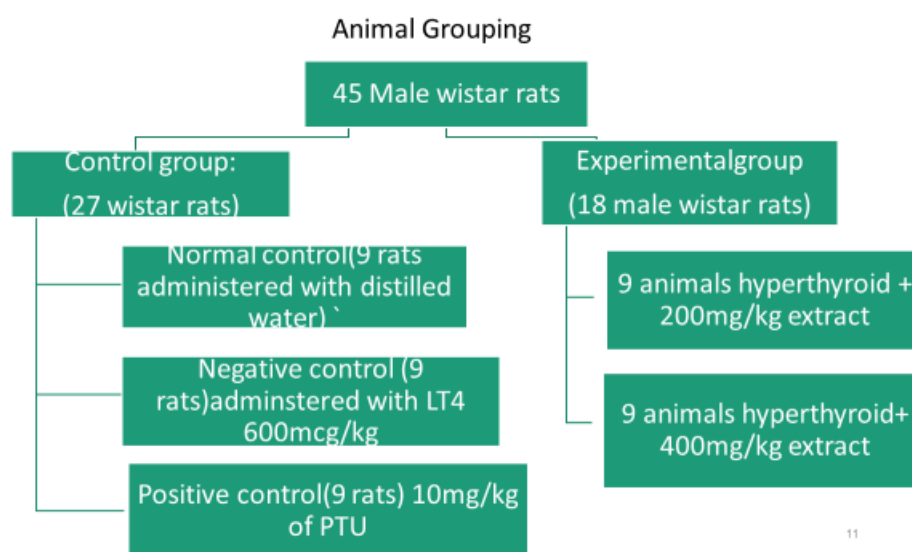 Animal Grouping
45 Male wistar rats
Control group:
(27 wistar rats)
Normal control(9 rats
administered with distilled
water) `
Negative control (9
rats)adminstered with LT4
600mcg/kg
Positive control(9 rats) 10mg/kg
of PTU
Experimentalgroup
(18 male wistar rats)
9 animals hyperthyroid +
200mg/kg extract
9 animals hyperthyroid+
400mg/kg extract
11